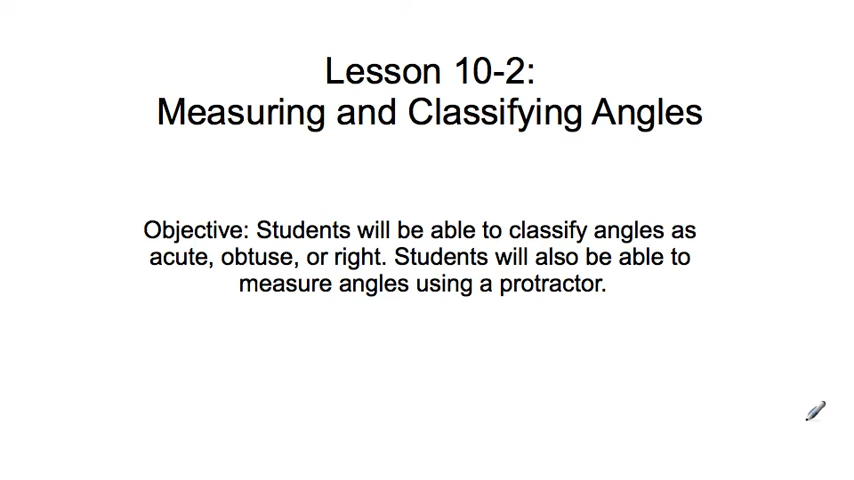 Lesson 10-2:
Measuring and Classifying Angles
Objective: Students will be able to classify angles as
acute, obtuse, or right. Students will also be able to
measure angles using a protractor.